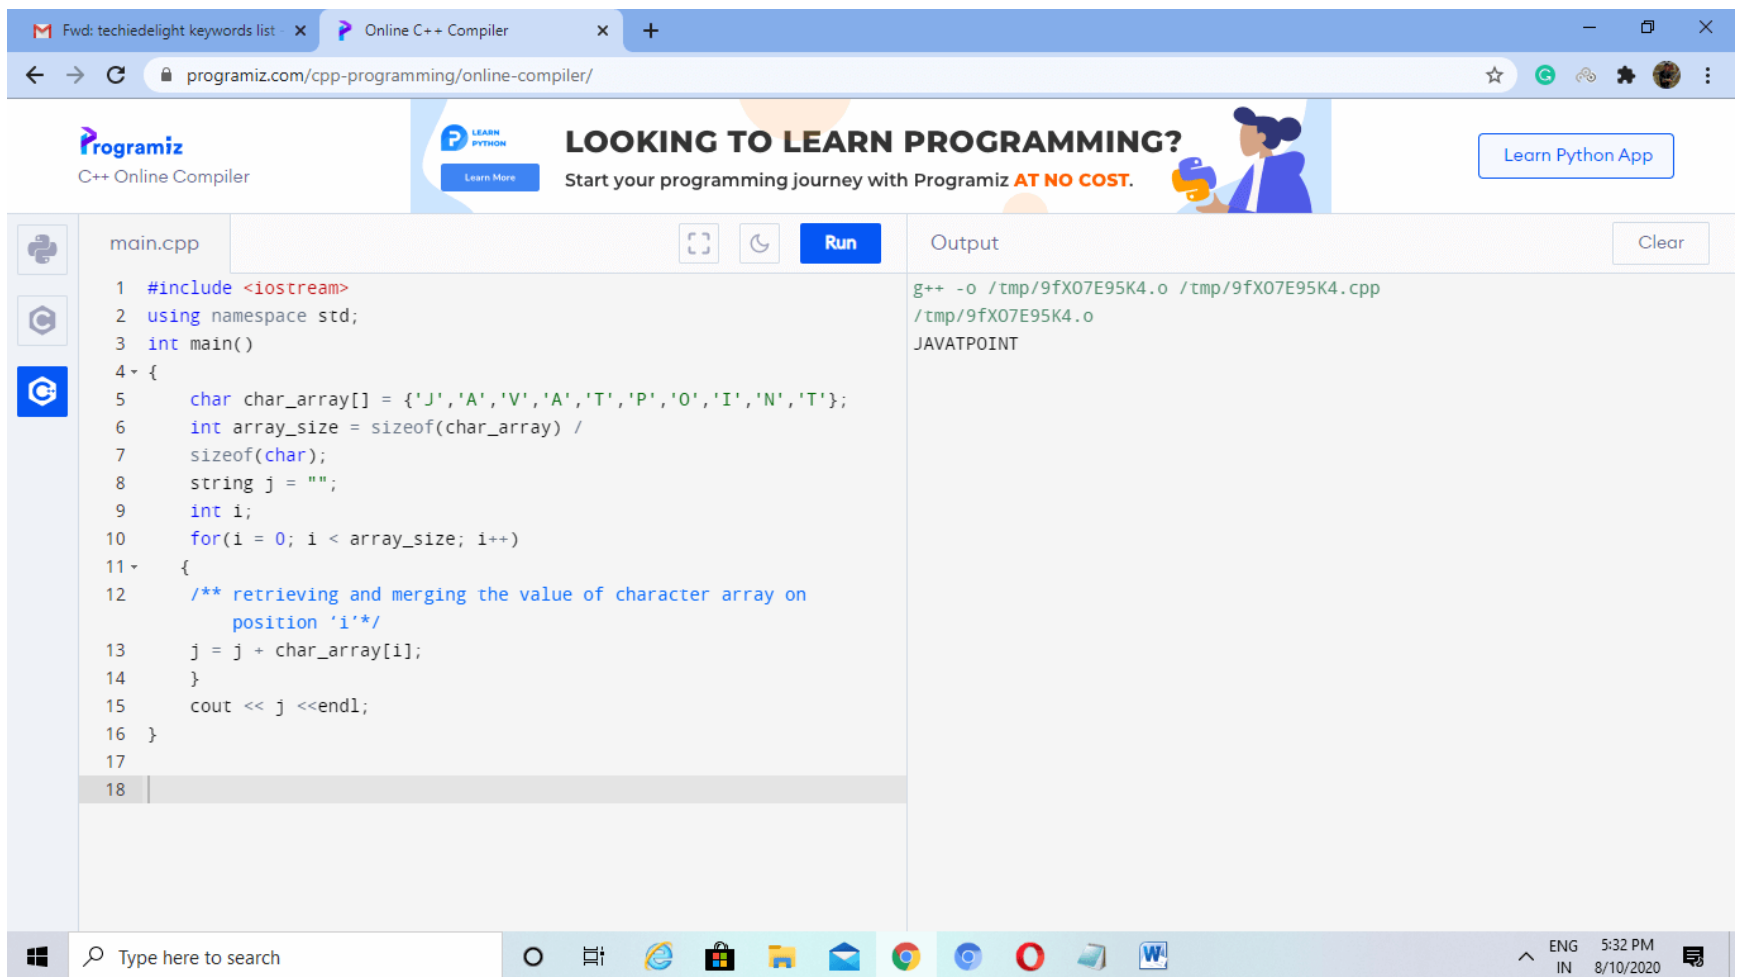 Fwd: techiedelight keywords list -
Online C++ Compiler
programiz.com/cpp-programming/online-compiler/
Programiz
C++ Online Compiler
LEARN
PYTHON
Learn More
LOOKING TO LEARN PROGRAMMING?
Start your programming journey with Programiz AT NO COST.
Learn Python App
main.cpp
Run
Output
Clear
1 #include <iostream>
2 using namespace std;
3 int main()
4 {
5 char char_array[] = {'J','A','V','A','T','P','O','I','N','T'};
6 int array_size = sizeof(char_array) /
7 sizeof(char);
8 string j = "";
9 int i;
10 for(i = 0; i < array_size; i++)
11 {
12 /** retrieving and merging the value of character array on
position ‘i’*/
13 j = j + char_array[i];
14 }
15 cout << j <<endl;
16 }
17
18
g++ -o /tmp/9fXO7E95K4.o /tmp/9fXO7E95K4.cpp
/tmp/9fXO7E95K4.o
JAVATPOINT
Type here to search
ENG
IN
5:32 PM
8/10/2020